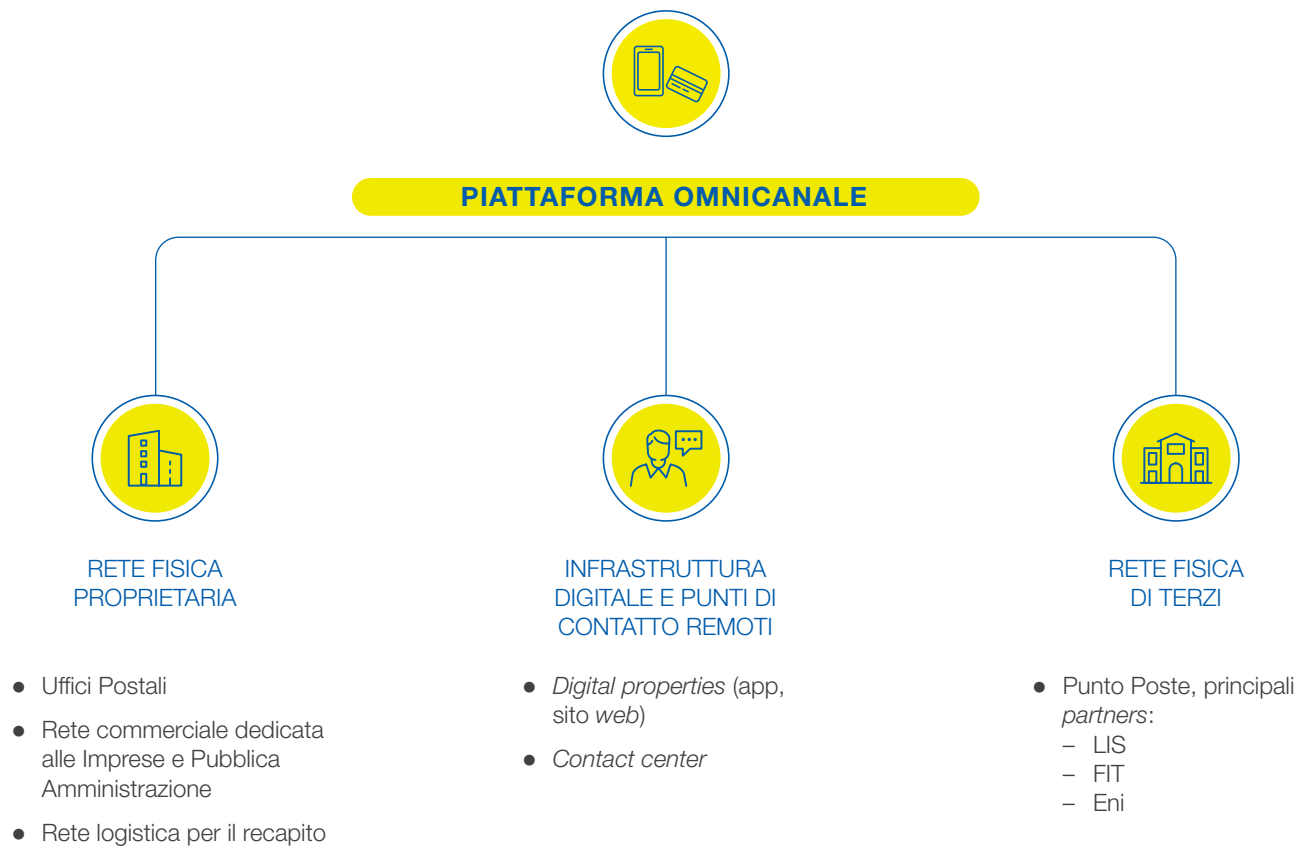 PIATTAFORMA OMNICANALE
RETE FISICA
PROPRIETARIA
● Uffici Postali
● Rete commerciale dedicata
alle Imprese e Pubblica
Amministrazione
● Rete logistica per il recapito
INFRASTRUTTURA
DIGITALE E PUNTI DI
CONTATTO REMOTI
● Digital properties (app,
sito web)
● Contact center
RETE FISICA
DI TERZI
● Punto Poste, principali
partners:
– LIS
– FIT
– Eni